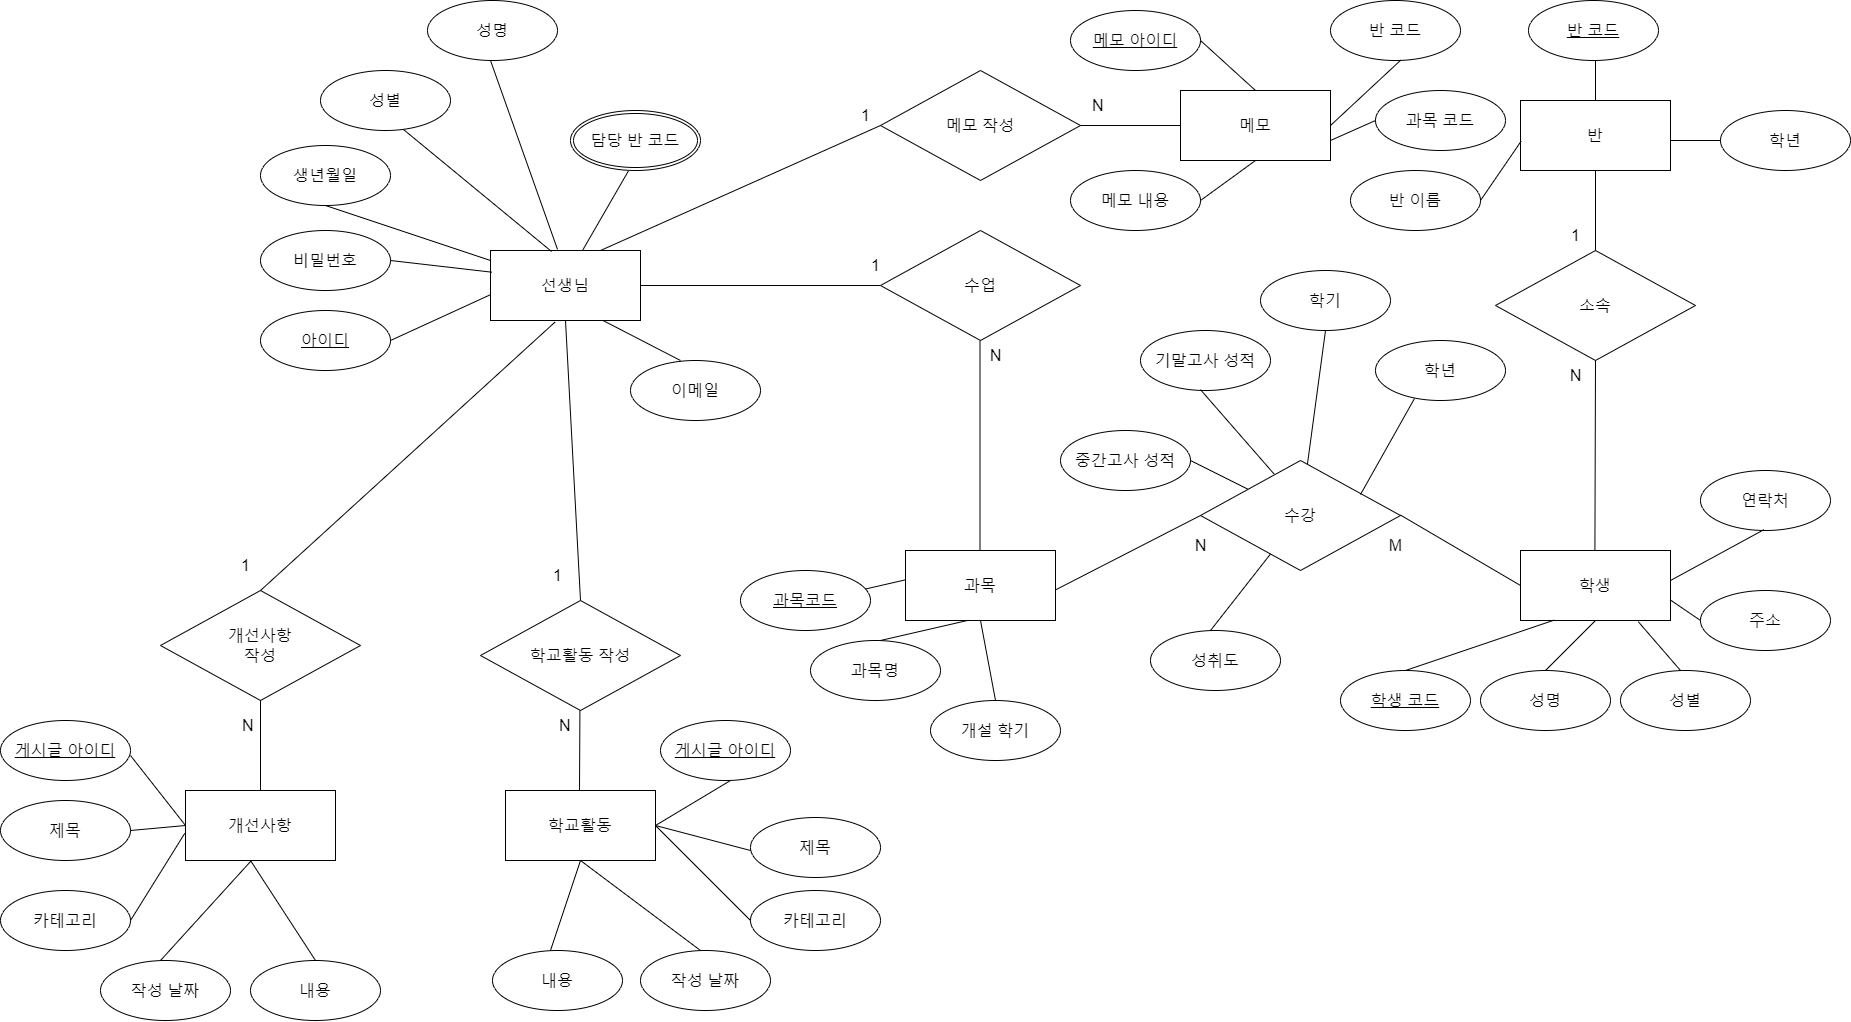 성명
메모 아이디
반 코드
반 코드
성별
담당 반 코드
1
메모 작성
N
메모
과목 코드
반
학년
생년월일
메모 내용
반 이름
비밀번호
선생님
1
수업
1
소속
아이디
이메일
N
학기
기말고사 성적
학년
N
중간고사 성적
수강
N
M
연락처
1
1
과목코드
과목
학생
주소
개선사항
작성
학교활동 작성
과목명
성취도
학생 코드
성명
성별
N
N
개설 학기
게시글 아이디
게시글 아이디
제목
개선사항
학교활동
제목
카테고리
카테고리
작성 날짜
내용
내용
작성 날짜